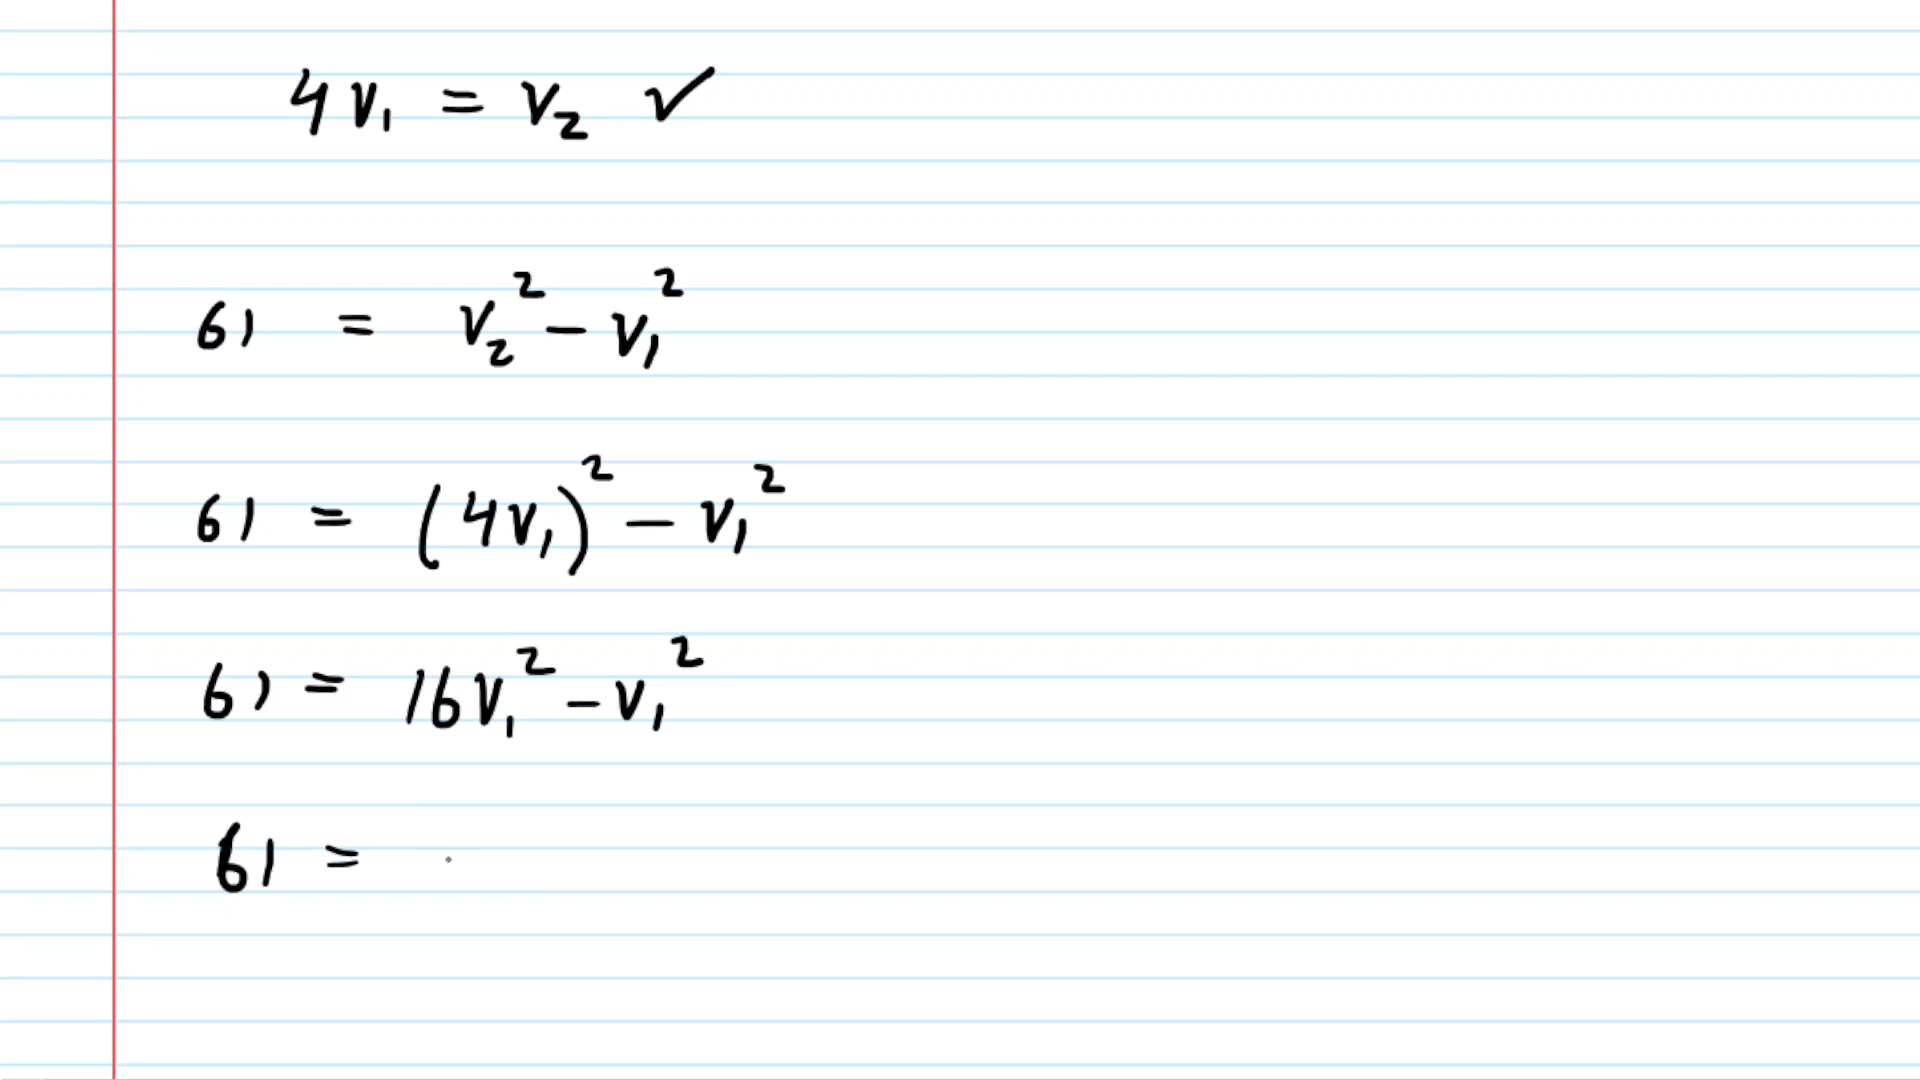 4v₁ = v₂ ✓
61 = v₂² − v₁²
61 = (4v₁)² − v₁²
61 = 16v₁² − v₁²
61 =